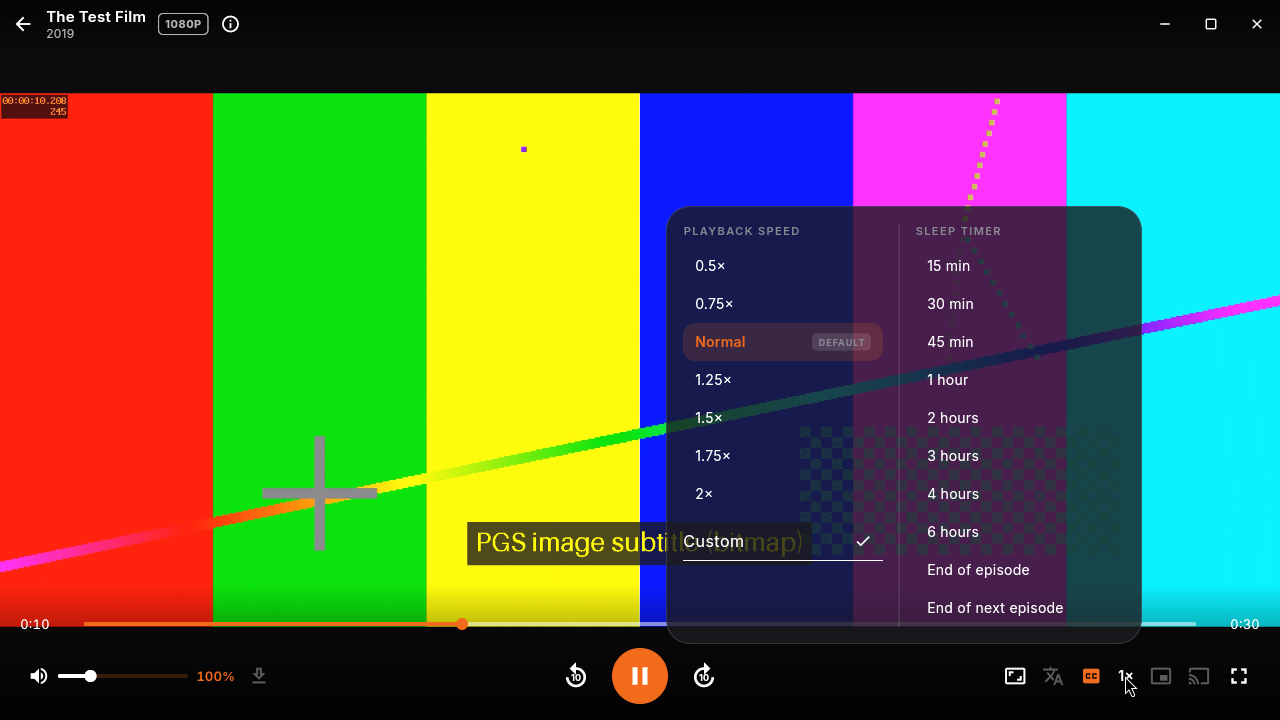 The Test Film
1080P
2019
00:00:10.208
245
PLAYBACK SPEED
0.5×
0.75×
Normal DEFAULT
1.25×
1.5×
1.75×
2×
Custom
SLEEP TIMER
15 min
30 min
45 min
1 hour
2 hours
3 hours
4 hours
6 hours
End of episode
End of next episode
PGS image subtitle (bitmap)
0:10
0:30
100%
10
10
CC
1×